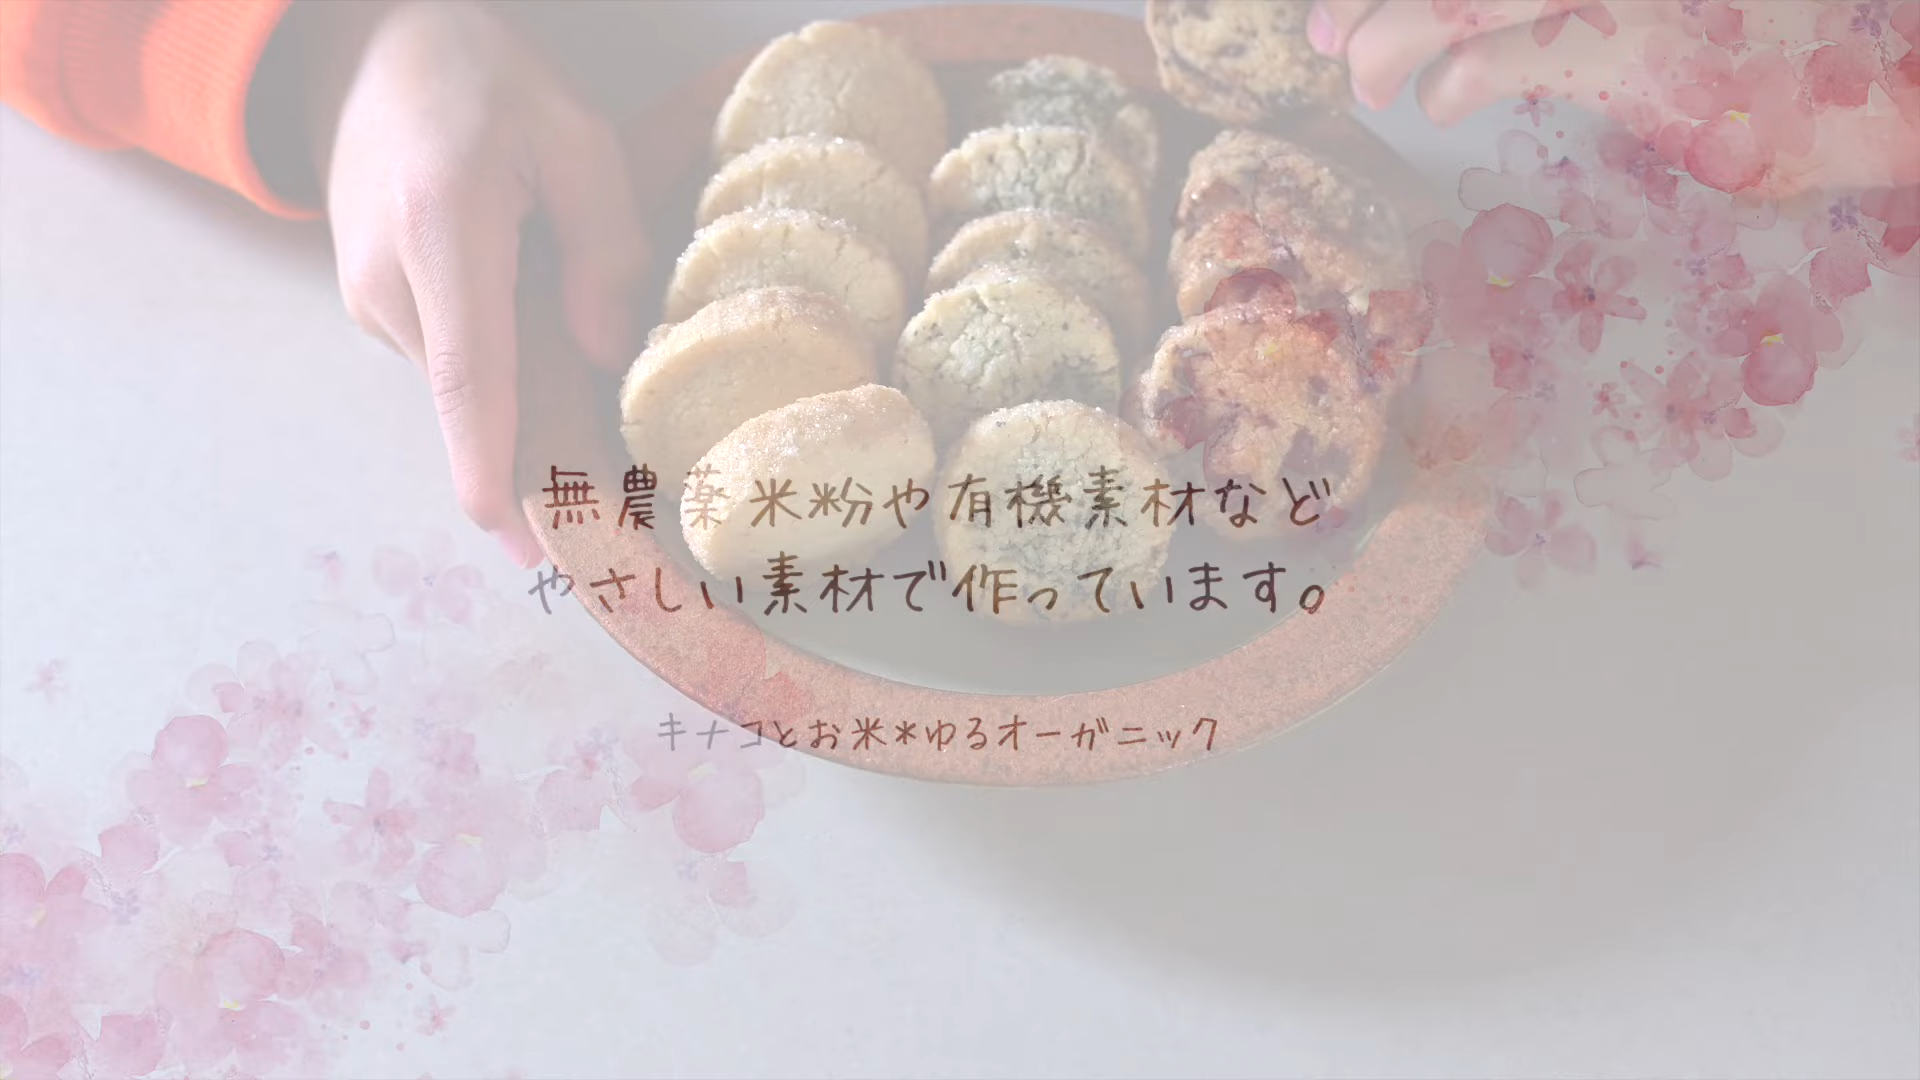 無農薬米粉や有機素材など
やさしい素材で作っています。
キナコとお米*ゆるオーガニック